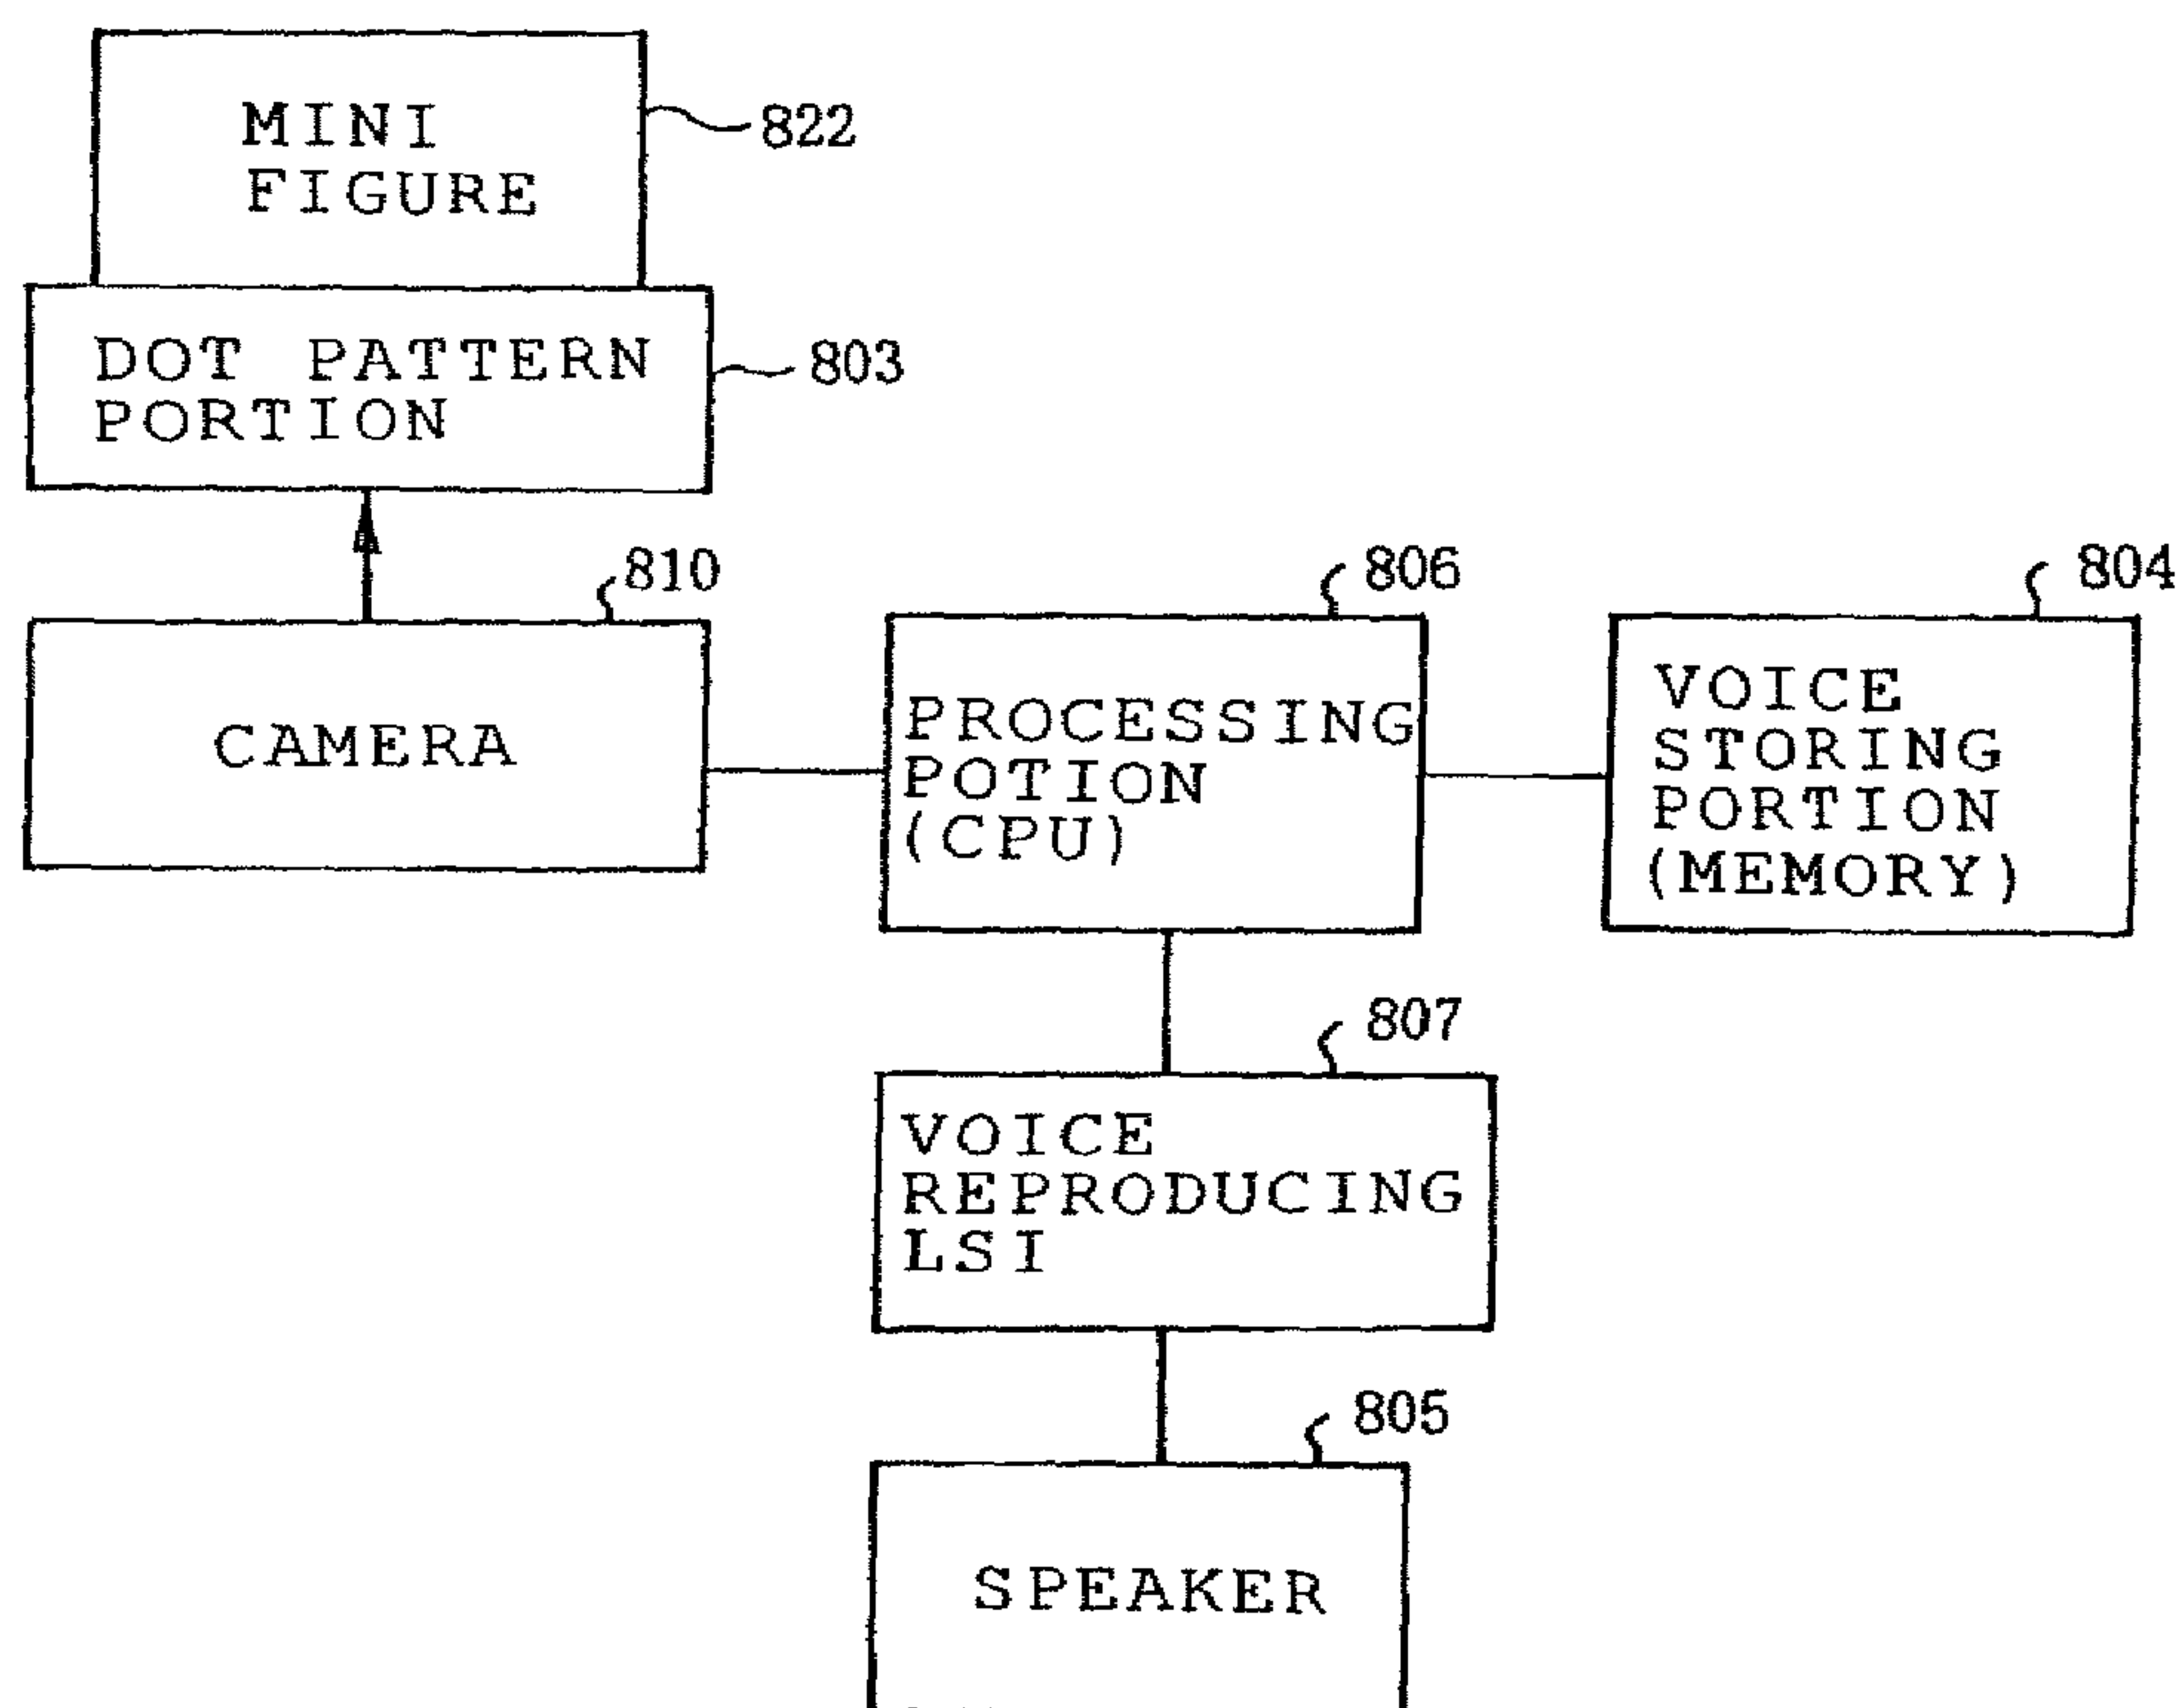 MINI
FIGURE
822
DOT PATTERN
PORTION
803
810
806
804
CAMERA
PROCESSING
POTION
(CPU)
VOICE
STORING
PORTION
(MEMORY)
807
VOICE
REPRODUCING
LSI
805
SPEAKER